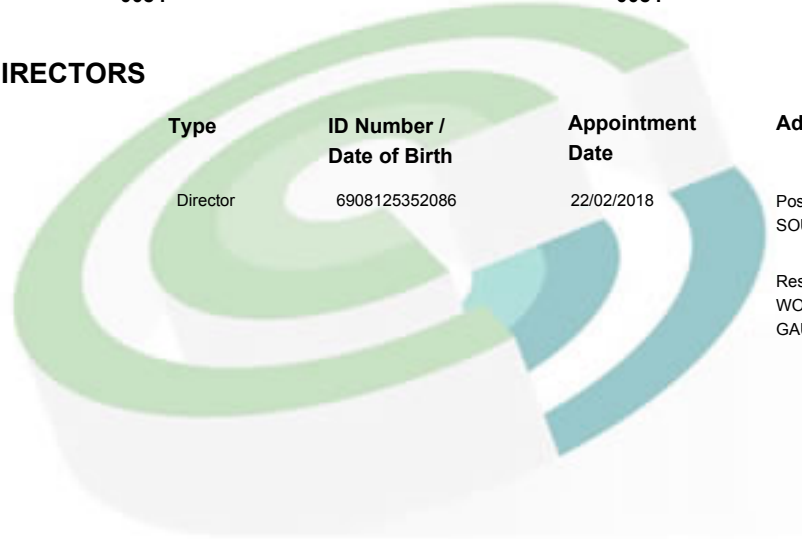 IRECTORS
Type ID Number / Appointment Ad
Date of Birth Date
Director 6908125352086 22/02/2018 Pos
SOU
Res
WO
GAU